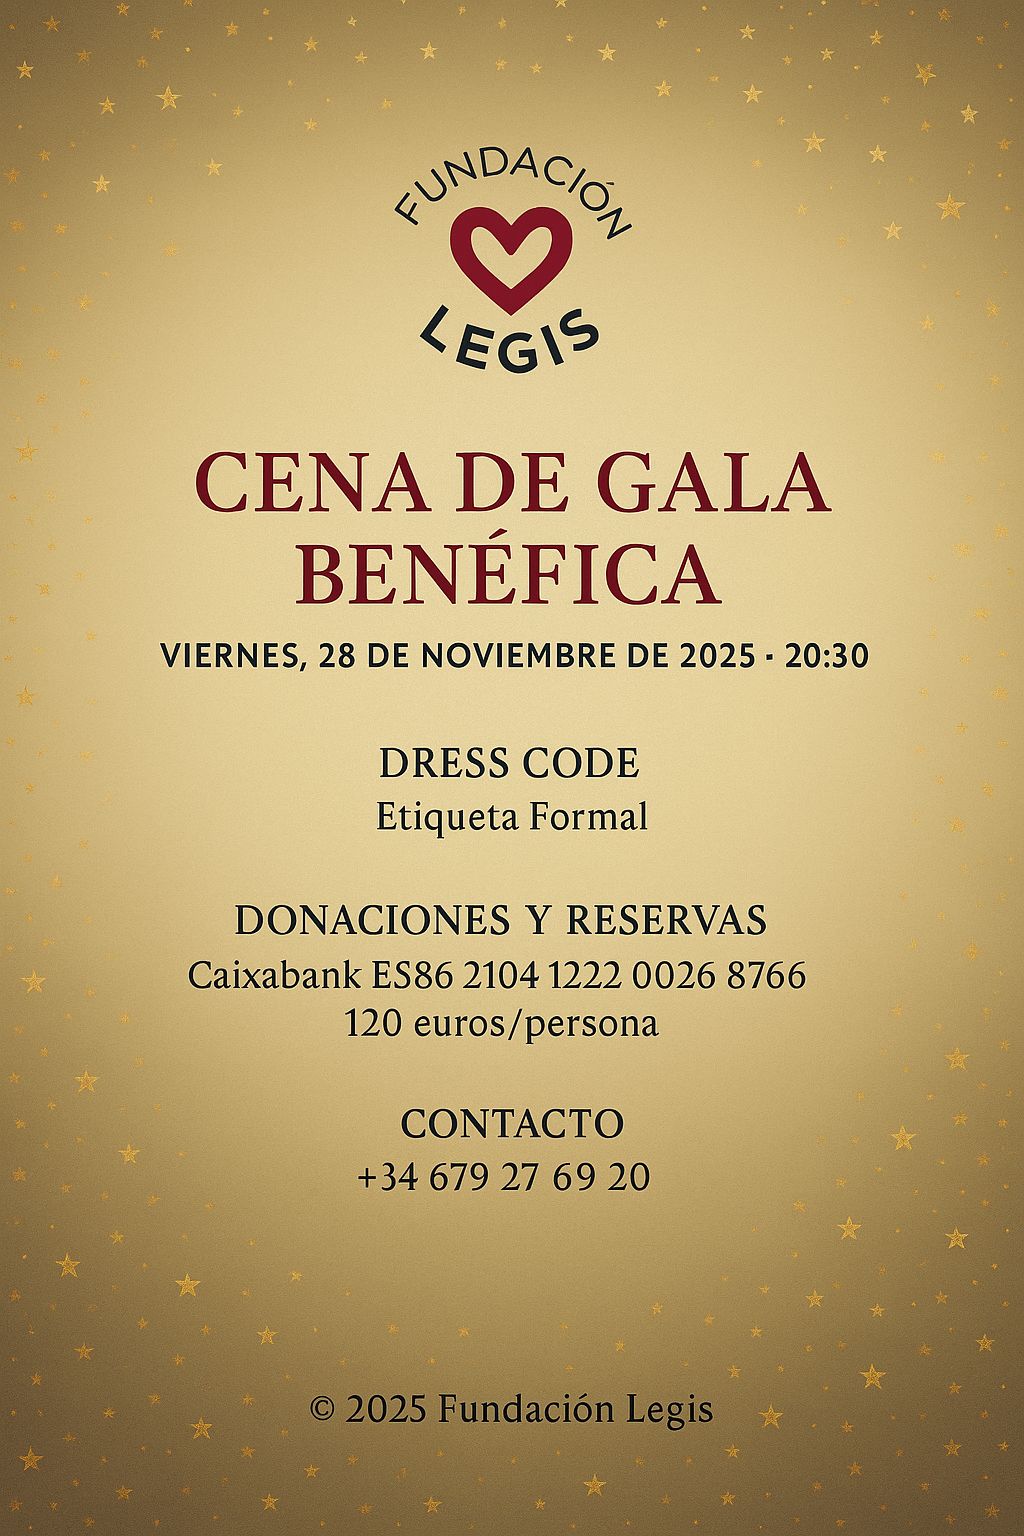 FUNDACIÓN
LEGIS
CENA DE GALA
BENÉFICA
VIERNES, 28 DE NOVIEMBRE DE 2025 · 20:30
DRESS CODE
Etiqueta Formal
DONACIONES Y RESERVAS
Caixabank ES86 2104 1222 0026 8766
120 euros/persona
CONTACTO
+34 679 27 69 20
© 2025 Fundación Legis